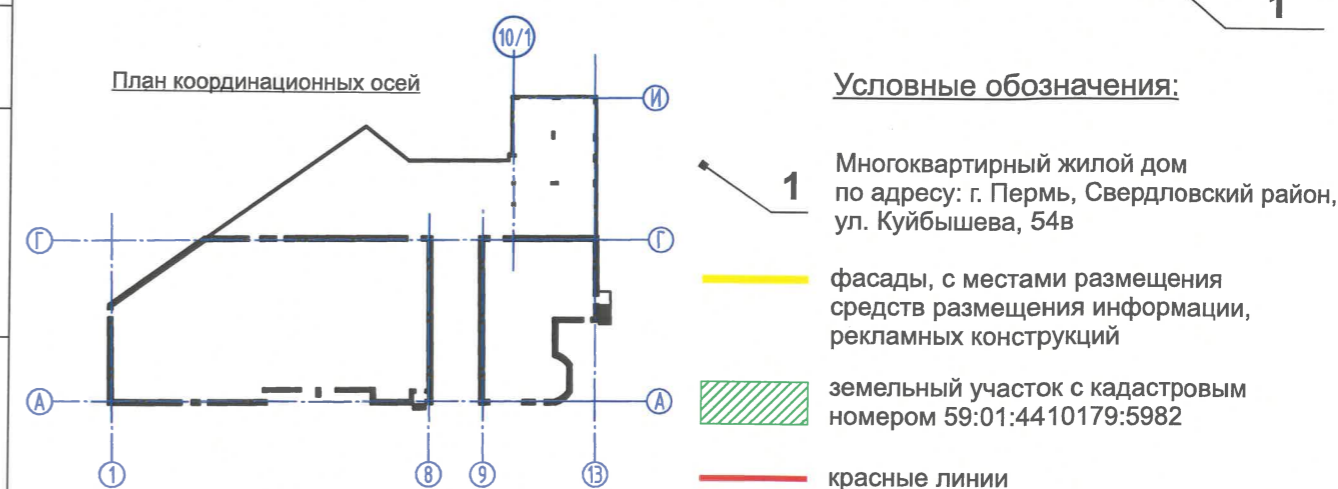 1
План координационных осей
10/1
И
Г
Г
А
А
1
8
9
13
Условные обозначения:
1
Многоквартирный жилой дом
по адресу: г. Пермь, Свердловский район,
ул. Куйбышева, 54в
фасады, с местами размещения
средств размещения информации,
рекламных конструкций
земельный участок с кадастровым
номером 59:01:4410179:5982
красные линии